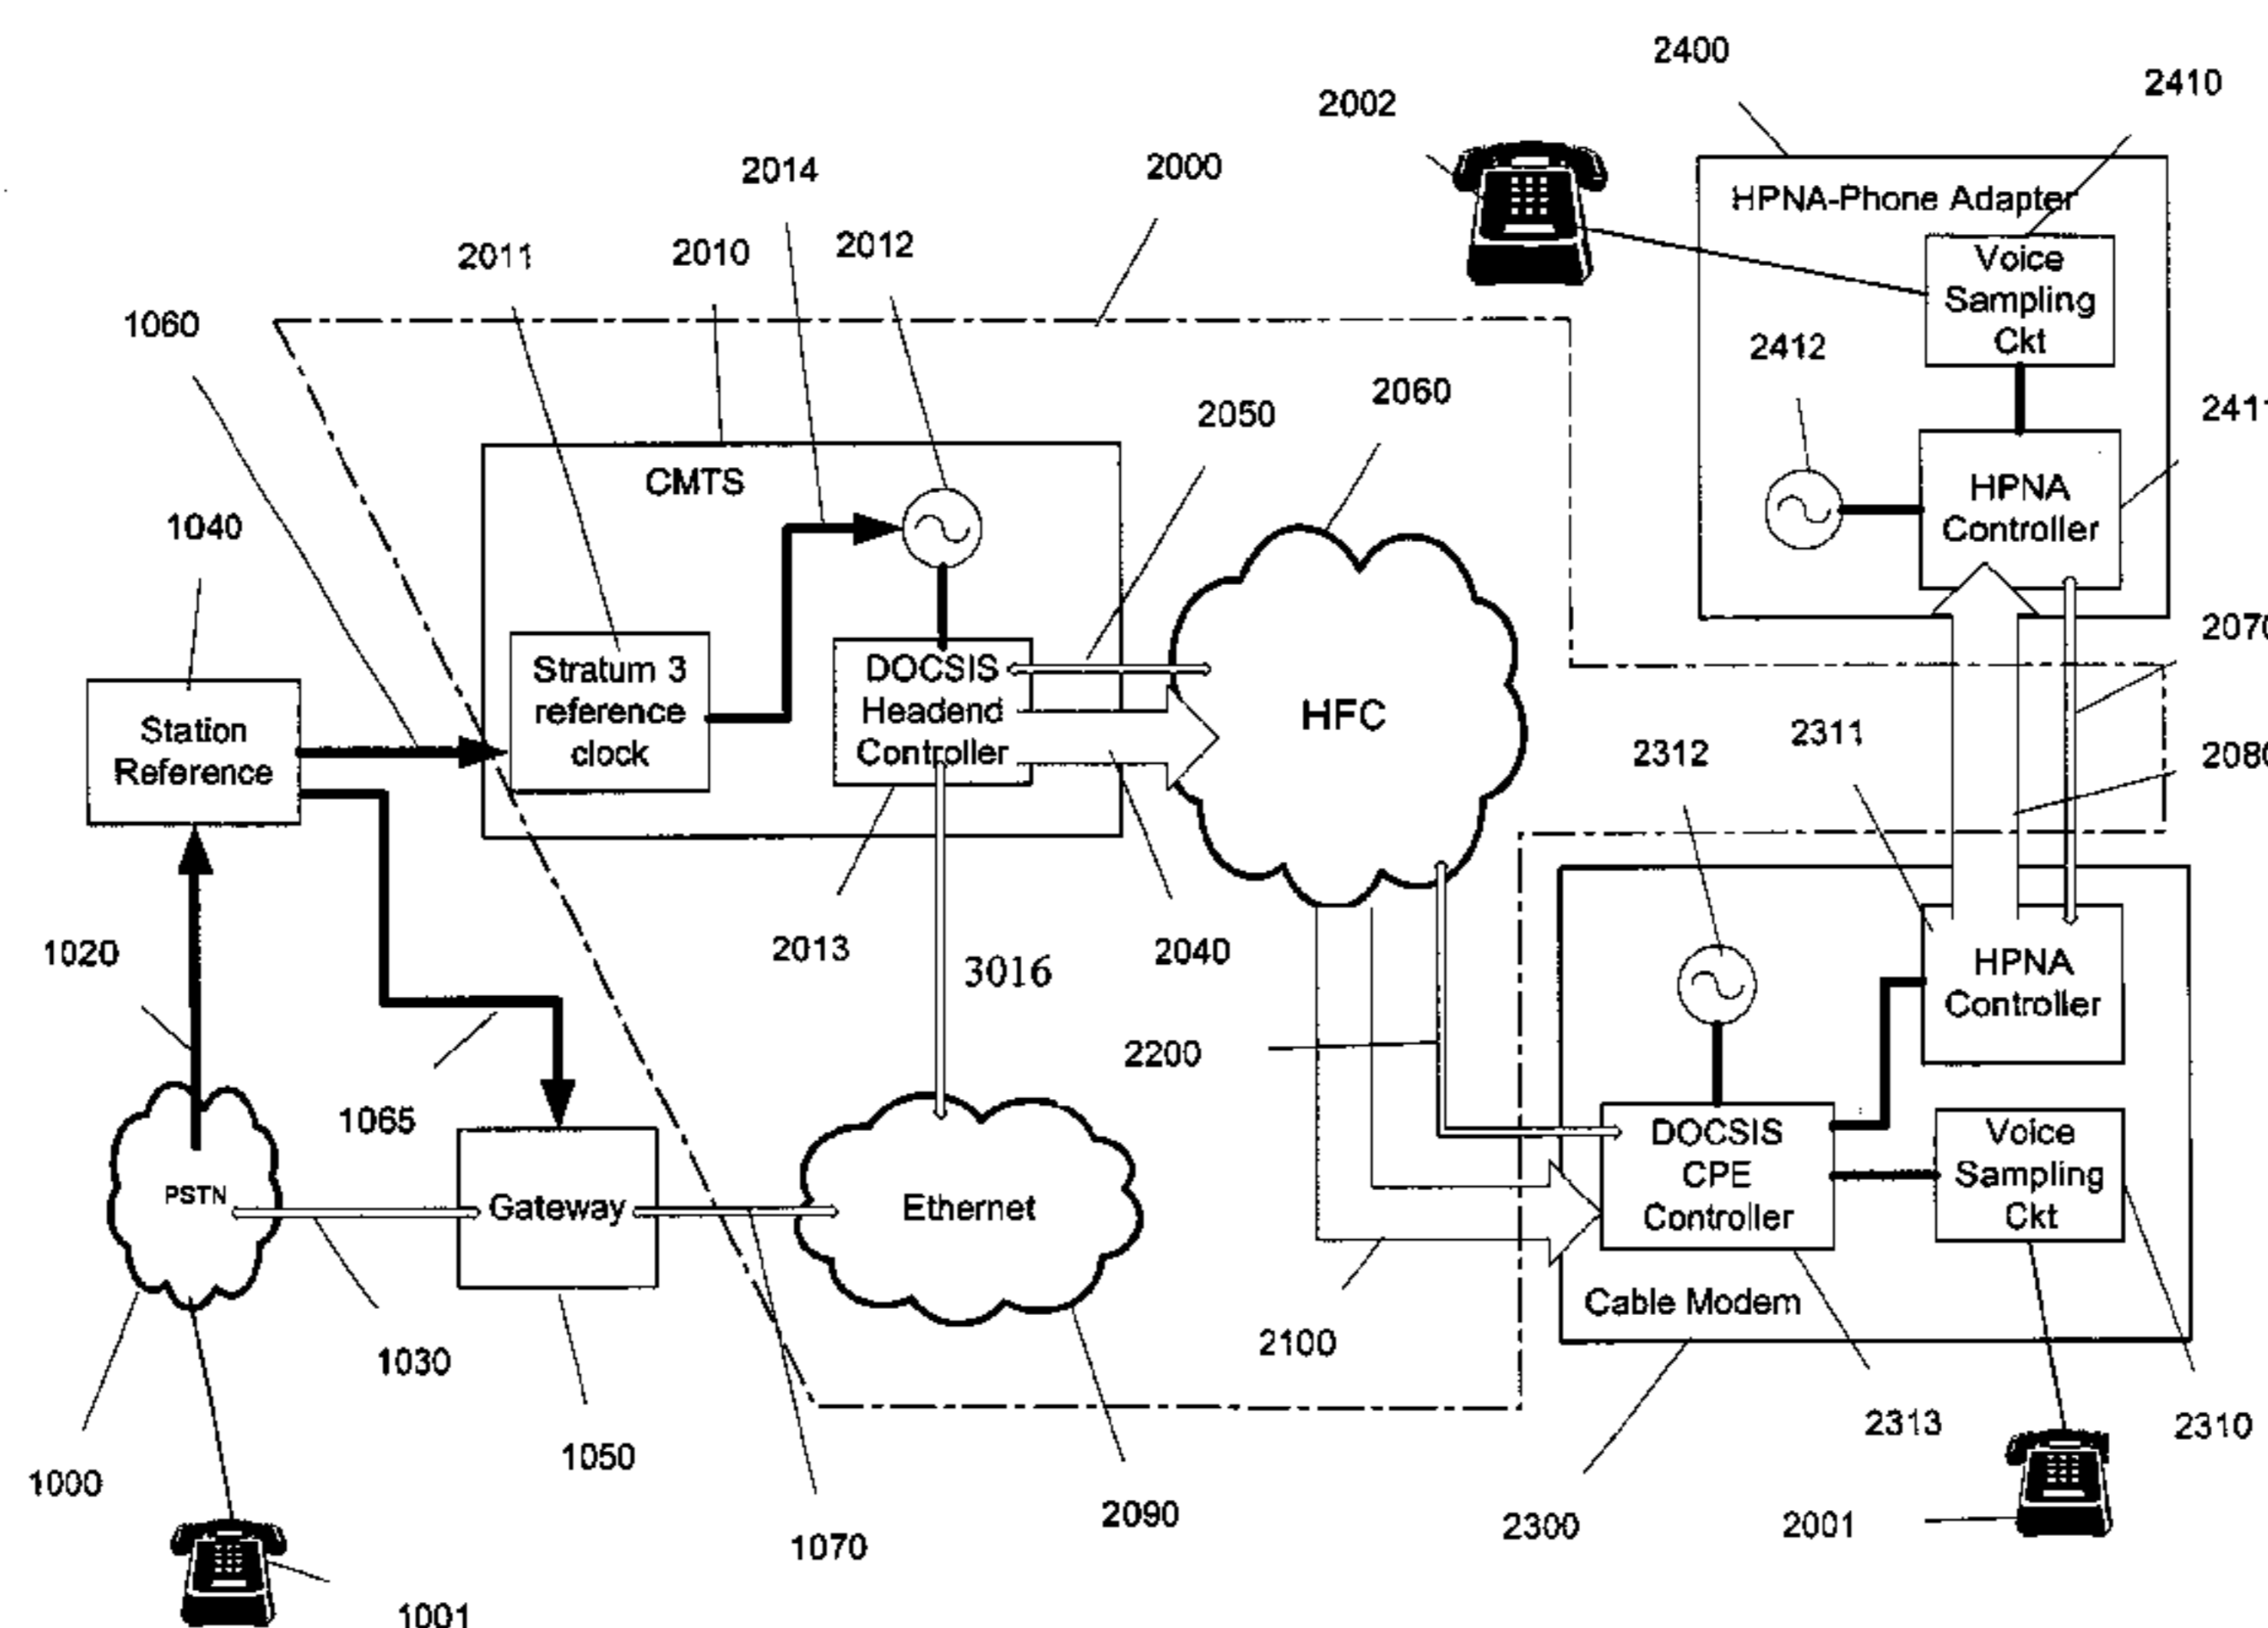 2400
2410
2002
2014
2000
2011
2010
2012
HPNA-Phone Adapter
Voice
Sampling
Ckt
1060
2412
2050
2060
2411
CMTS
HPNA
Controller
1040
2070
Stratum 3
reference
clock
DOCSIS
Headend
Controller
HFC
Station
Reference
2312
2311
2080
1020
2013
3016
2040
HPNA
Controller
2200
1065
DOCSIS
CPE
Controller
Voice
Sampling
Ckt
PSTN
Gateway
Ethernet
Cable Modem
1030
2100
1000
1050
2313
2310
2090
1070
2300
2001
1001